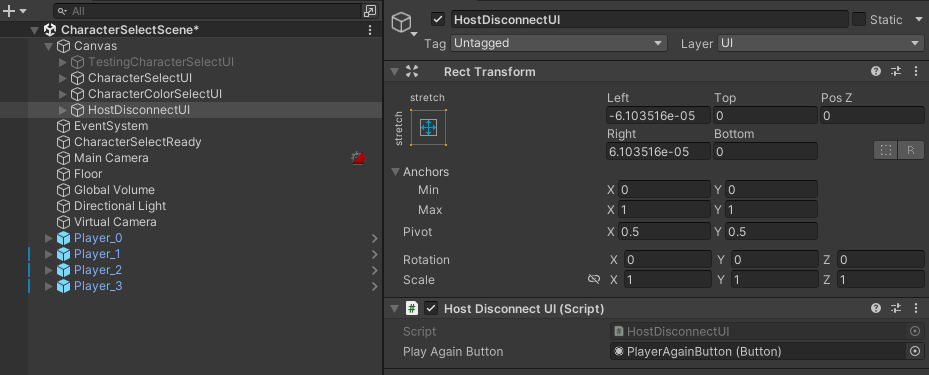 All
CharacterSelectScene*
Canvas
TestingCharacterSelectUI
CharacterSelectUI
CharacterColorSelectUI
HostDisconnectUI
EventSystem
CharacterSelectReady
Main Camera
Floor
Global Volume
Directional Light
Virtual Camera
Player_0
Player_1
Player_2
Player_3
HostDisconnectUI Static
Tag Untagged Layer UI
Rect Transform
stretch
stretch
Left Top Pos Z
-6.103516e-05 0 0
Right Bottom
6.103516e-05 0
R
Anchors
Min X 0 Y 0
Max X 1 Y 1
Pivot X 0.5 Y 0.5
Rotation X 0 Y 0 Z 0
Scale X 1 Y 1 Z 1
# Host Disconnect UI (Script)
Script # HostDisconnectUI
Play Again Button PlayerAgainButton (Button)